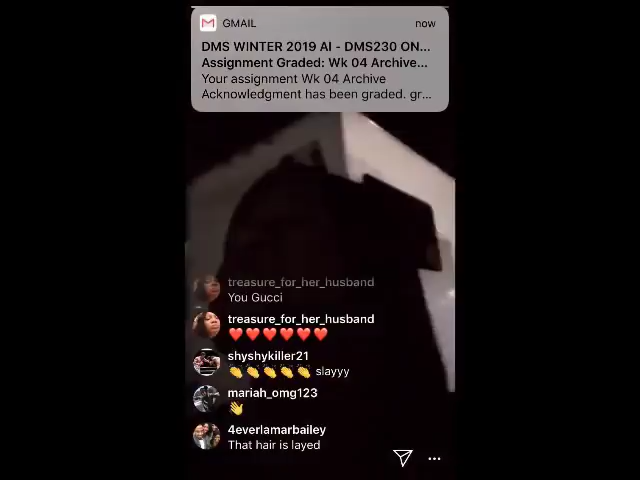 GMAIL
now
DMS WINTER 2019 AI - DMS230 ON...
Assignment Graded: Wk 04 Archive...
Your assignment Wk 04 Archive
Acknowledgment has been graded. gr...
treasure_for_her_husband
You Gucci
treasure_for_her_husband
❤️❤️❤️❤️❤️❤️
shyshykiller21
👏👏👏👏👏 slayyy
mariah_omg123
👋
4everlamarbailey
That hair is layed